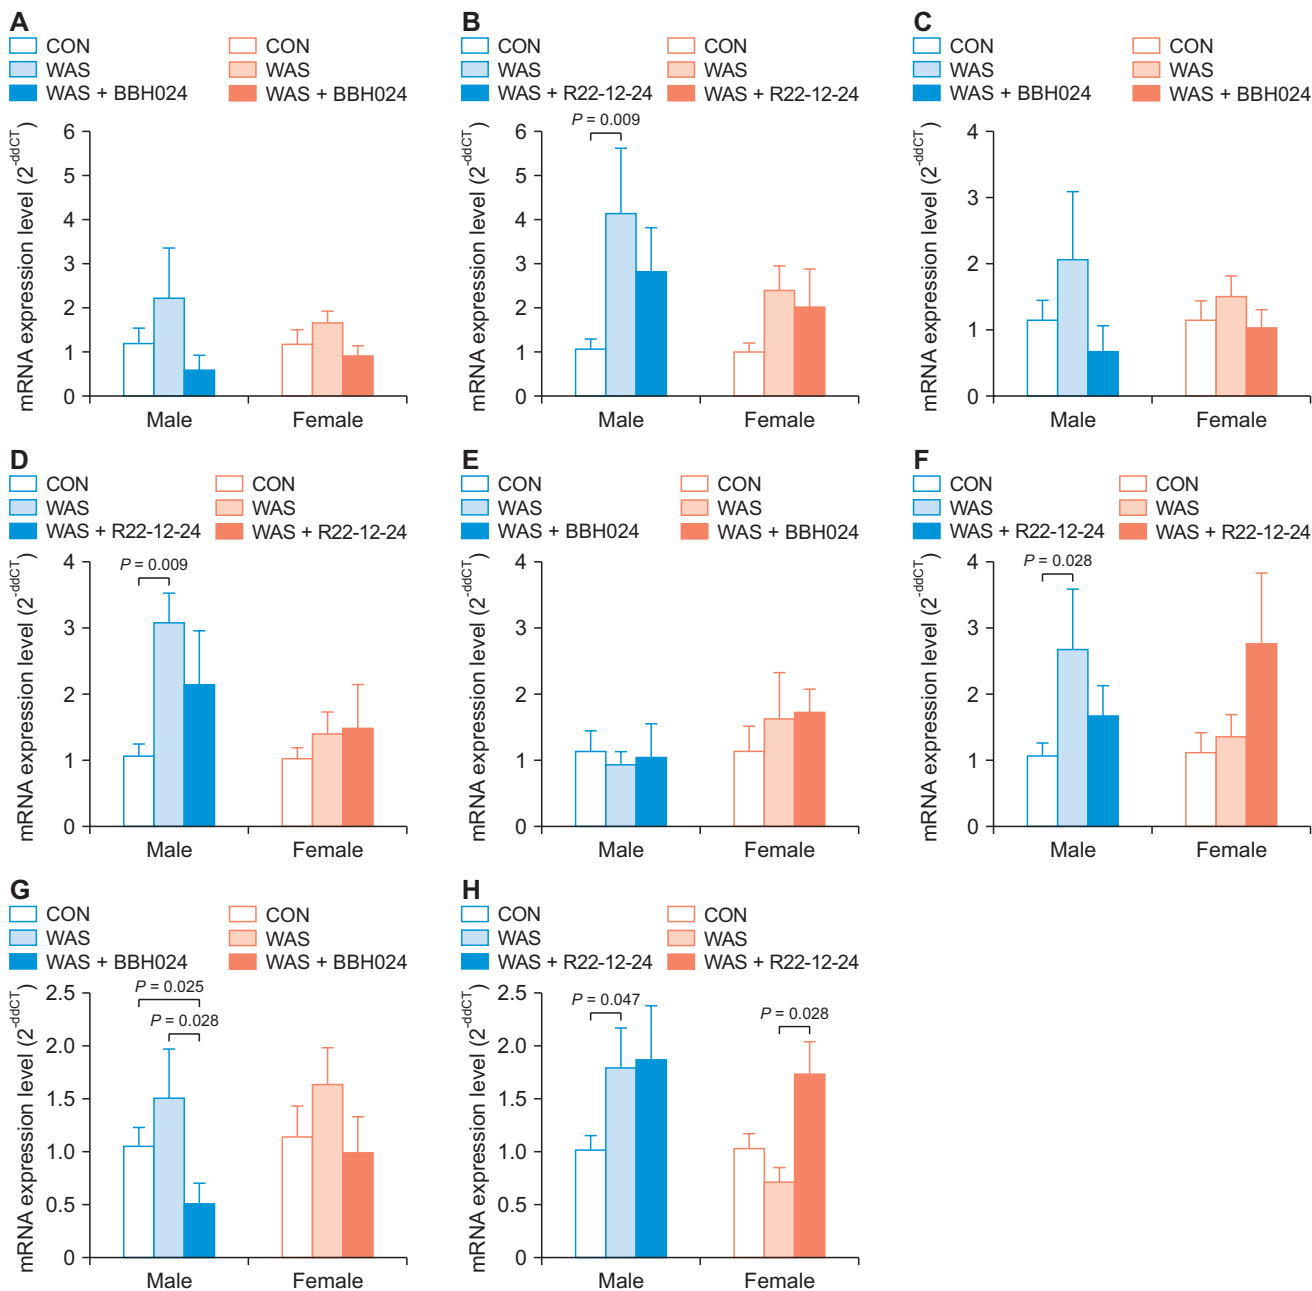 A
CON CON
WAS WAS
WAS + BBH024 WAS + BBH024
mRNA expression level (2^-ddCT)
6
5
4
3
2
1
0
Male Female
B
CON CON
WAS WAS
WAS + R22-12-24 WAS + R22-12-24
mRNA expression level (2^-ddCT)
P = 0.009
6
5
4
3
2
1
0
Male Female
C
CON CON
WAS WAS
WAS + BBH024 WAS + BBH024
mRNA expression level (2^-ddCT)
4
3
2
1
0
Male Female
D
CON CON
WAS WAS
WAS + R22-12-24 WAS + R22-12-24
mRNA expression level (2^-ddCT)
P = 0.009
4
3
2
1
0
Male Female
E
CON CON
WAS WAS
WAS + BBH024 WAS + BBH024
mRNA expression level (2^-ddCT)
4
3
2
1
0
Male Female
F
CON CON
WAS WAS
WAS + R22-12-24 WAS + R22-12-24
mRNA expression level (2^-ddCT)
P = 0.028
4
3
2
1
0
Male Female
G
CON CON
WAS WAS
WAS + BBH024 WAS + BBH024
mRNA expression level (2^-ddCT)
P = 0.025
P = 0.028
2.5
2.0
1.5
1.0
0.5
0
Male Female
H
CON CON
WAS WAS
WAS + R22-12-24 WAS + R22-12-24
mRNA expression level (2^-ddCT)
P = 0.047
P = 0.028
2.5
2.0
1.5
1.0
0.5
0
Male Female